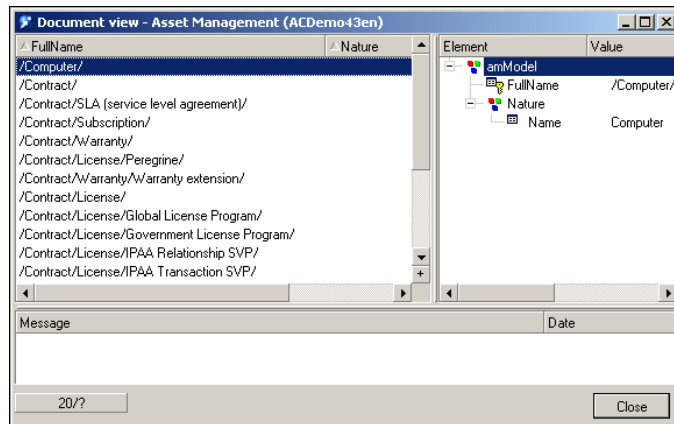 Document view - Asset Management (ACDemo43en)
FullName Nature
/Computer/
/Contract/
/Contract/SLA (service level agreement)/
/Contract/Subscription/
/Contract/Warranty/
/Contract/License/Peregrine/
/Contract/Warranty/Warranty extension/
/Contract/License/
/Contract/License/Global License Program/
/Contract/License/Government License Program/
/Contract/License/IPAA Relationship SVP/
/Contract/License/IPAA Transaction SVP/
Element Value
amModel
FullName /Computer/
Nature
Name Computer
Message Date
20/?
Close